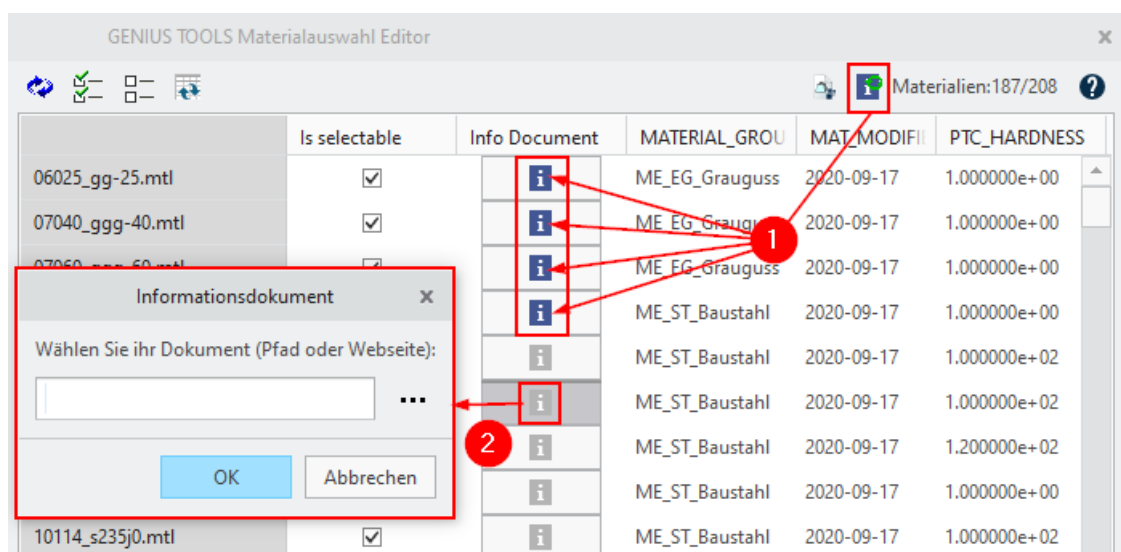 GENIUS TOOLS Materialauswahl Editor
Materialien:187/208
Is selectable Info Document MATERIAL_GROU MAT_MODIFI PTC_HARDNESS
06025_gg-25.mtl ME_EG_Grauguss 2020-09-17 1.000000e+00
07040_ggg-40.mtl ME_EG_Grauguss 2020-09-17 1.000000e+00
1
07060_ggg-60.mtl ME_EG_Grauguss 2020-09-17 1.000000e+00
ME_ST_Baustahl 2020-09-17 1.000000e+00
ME_ST_Baustahl 2020-09-17 1.000000e+02
ME_ST_Baustahl 2020-09-17 1.000000e+02
ME_ST_Baustahl 2020-09-17 1.200000e+02
ME_ST_Baustahl 2020-09-17 1.000000e+00
10114_s235j0.mtl ME_ST_Baustahl 2020-09-17 1.000000e+02
Informationsdokument
Wählen Sie ihr Dokument (Pfad oder Webseite):
...
2
OK Abbrechen